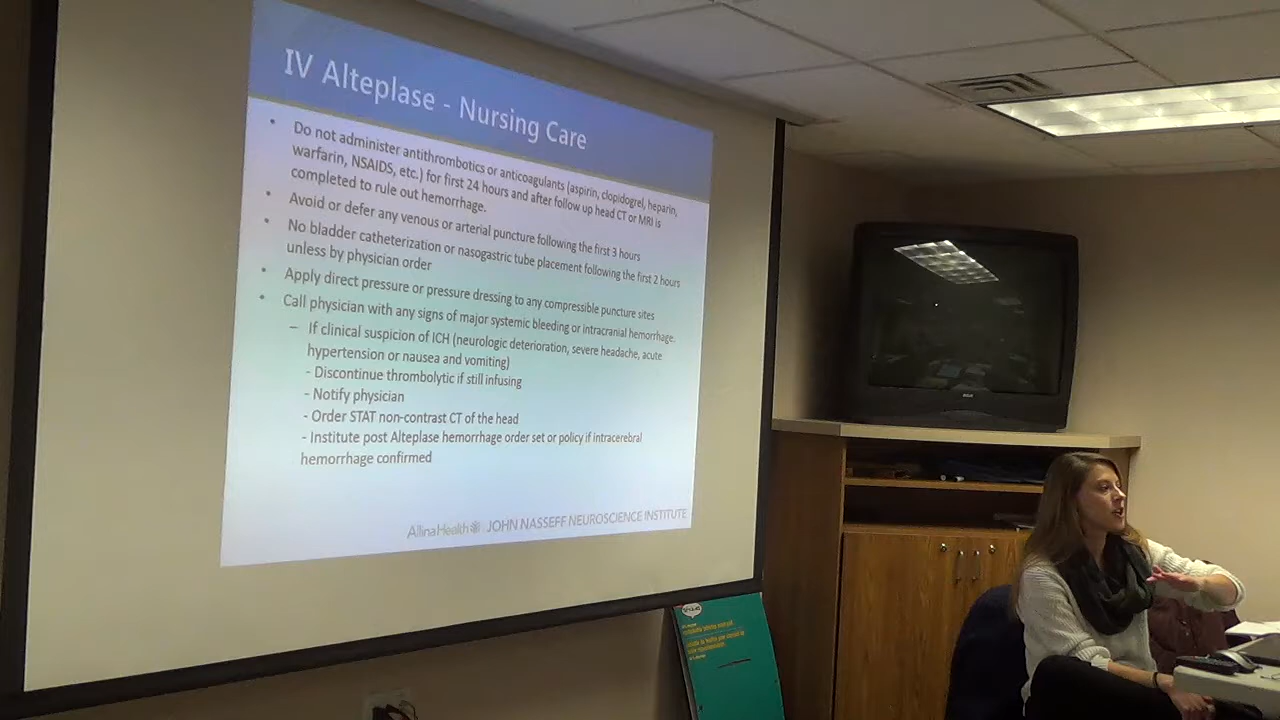 IV Alteplase - Nursing Care
• Do not administer antithrombotics or anticoagulants (aspirin, clopidogrel, heparin,
warfarin, NSAIDS, etc.) for first 24 hours and after follow up head CT or MRI is
completed to rule out hemorrhage.
• Avoid or defer any venous or arterial puncture following the first 3 hours
• No bladder catheterization or nasogastric tube placement following the first 2 hours
unless by physician order
• Apply direct pressure or pressure dressing to any compressible puncture sites
• Call physician with any signs of major systemic bleeding or intracranial hemorrhage.
– If clinical suspicion of ICH (neurologic deterioration, severe headache, acute
hypertension or nausea and vomiting)
- Discontinue thrombolytic if still infusing
- Notify physician
- Order STAT non-contrast CT of the head
- Institute post Alteplase hemorrhage order set or policy if intracerebral
hemorrhage confirmed
AllinaHealth JOHN NASSEFF NEUROSCIENCE INSTITUTE
RCA